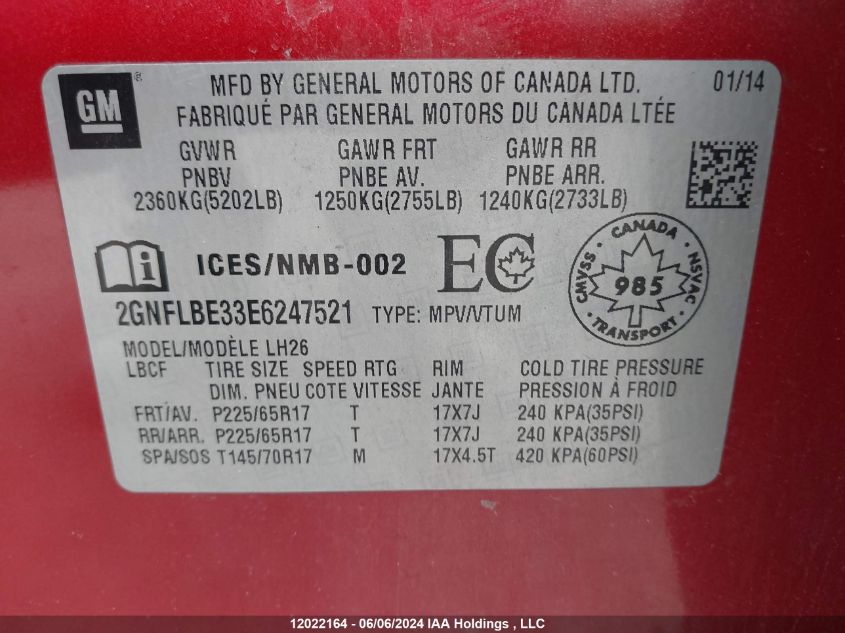 GM ®
MFD BY GENERAL MOTORS OF CANADA LTD. 01/14
FABRIQUÉ PAR GENERAL MOTORS DU CANADA LTÉE
GVWR GAWR FRT GAWR RR
PNBV PNBE AV. PNBE ARR.
2360KG(5202LB) 1250KG(2755LB) 1240KG(2733LB)
i ICES/NMB-002 EC
CANADA
CMVSS 985 NSVAC
TRANSPORT
2GNFLBE33E6247521 TYPE: MPV/VTUM
MODEL/MODÈLE LH26
LBCF TIRE SIZE SPEED RTG RIM COLD TIRE PRESSURE
DIM. PNEU COTE VITESSE JANTE PRESSION À FROID
FRT/AV. P225/65R17 T 17X7J 240 KPA(35PSI)
RR/ARR. P225/65R17 T 17X7J 240 KPA(35PSI)
SPA/SOS T145/70R17 M 17X4.5T 420 KPA(60PSI)
12022164 - 06/06/2024 IAA Holdings , LLC